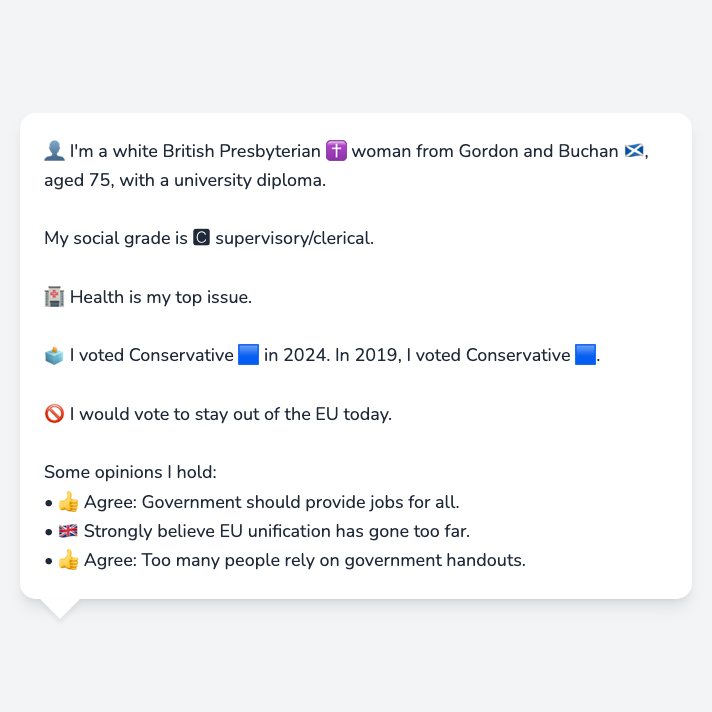 👤 I'm a white British Presbyterian ✝️ woman from Gordon and Buchan 🏴󠁧󠁢󠁳󠁣󠁴󠁿,
aged 75, with a university diploma.
My social grade is 🅲 supervisory/clerical.
🏥 Health is my top issue.
🗳️ I voted Conservative 🟦 in 2024. In 2019, I voted Conservative 🟦.
🚫 I would vote to stay out of the EU today.
Some opinions I hold:
• 👍 Agree: Government should provide jobs for all.
• 🇬🇧 Strongly believe EU unification has gone too far.
• 👍 Agree: Too many people rely on government handouts.